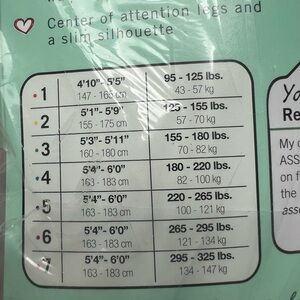 Center of attention legs and
a slim silhouette
1 4'10"- 5'5" 95 - 125 lbs.
147 - 165 cm 43 - 57 kg
2 5'1"- 5'9" 125 - 155 lbs.
155 - 175 cm 57 - 70 kg
3 5'3"- 5'11" 155 - 180 lbs.
160 - 180 cm 70 - 82 kg
4 5'4"- 6'0" 180 - 220 lbs.
163 - 183 cm 82 - 100 kg
5 5'4"- 6'0" 220 - 265 lbs.
163 - 183 cm 100 - 121 kg
6 5'4"- 6'0" 265 - 295 lbs.
163 - 183 cm 121 - 134 kg
7 5'4"- 6'0" 295 - 325 lbs.
163 - 183 cm 134 - 147 kg
Yo
Re
My
ASS
on f
the
asse